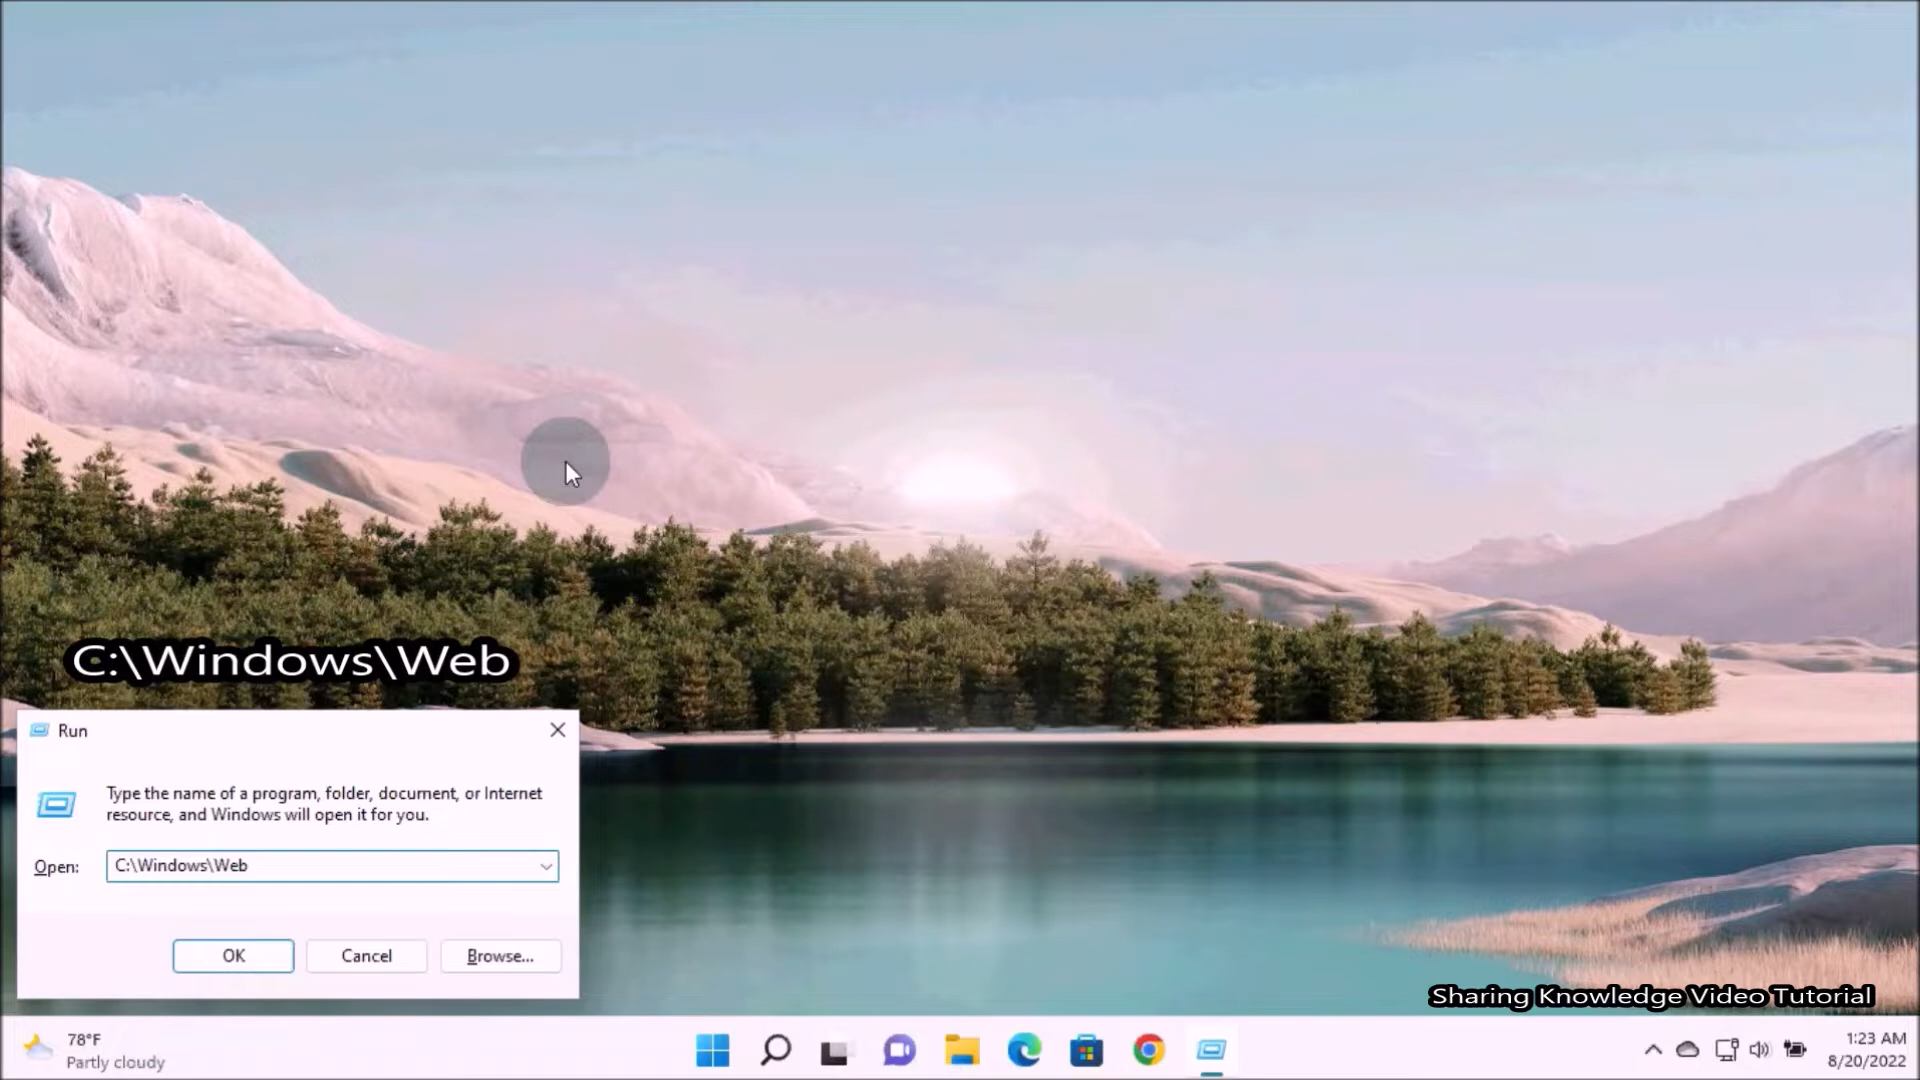 C:\Windows\Web
Run
Type the name of a program, folder, document, or Internet
resource, and Windows will open it for you.
Open:
C:\Windows\Web
OK
Cancel
Browse...
Sharing Knowledge Video Tutorial
78°F
Partly cloudy
1:23 AM
8/20/2022